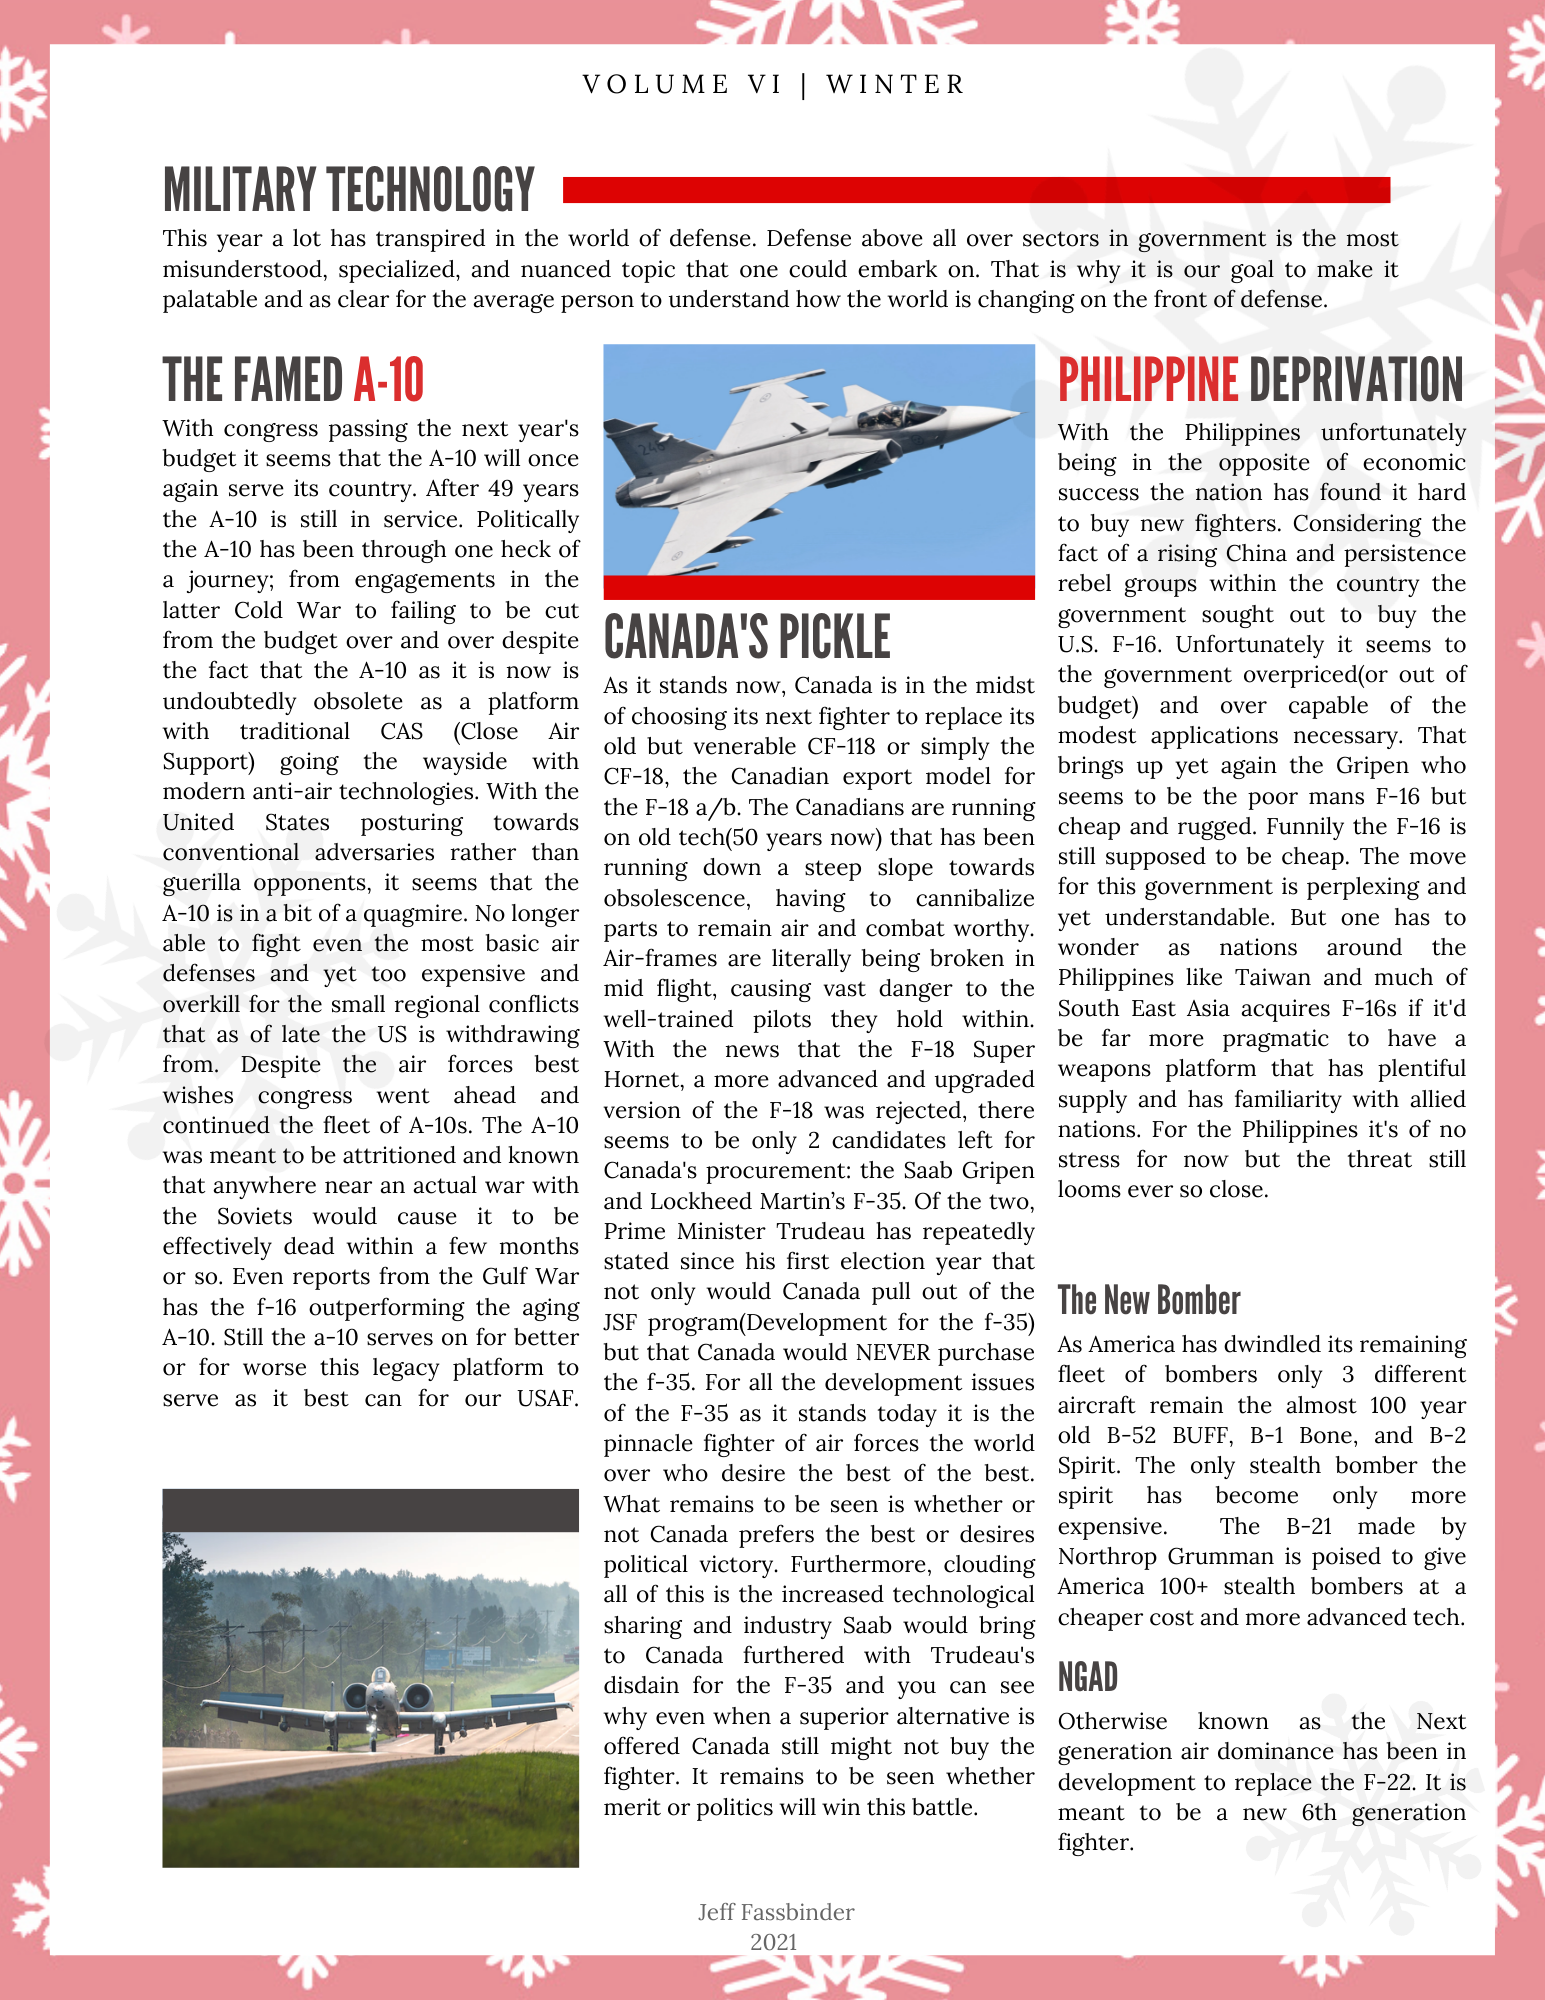 VOLUME VI | WINTER
MILITARY TECHNOLOGY
This year a lot has transpired in the world of defense. Defense above all over sectors in government is the most
misunderstood, specialized, and nuanced topic that one could embark on. That is why it is our goal to make it
palatable and as clear for the average person to understand how the world is changing on the front of defense.
THE FAMED A-10
With congress passing the next year's
budget it seems that the A-10 will once
again serve its country. After 49 years
the A-10 is still in service. Politically
the A-10 has been through one heck of
a journey; from engagements in the
latter Cold War to failing to be cut
from the budget over and over despite
the fact that the A-10 as it is now is
undoubtedly obsolete as a platform
with traditional CAS (Close Air
Support) going the wayside with
modern anti-air technologies. With the
United States posturing towards
conventional adversaries rather than
guerilla opponents, it seems that the
A-10 is in a bit of a quagmire. No longer
able to fight even the most basic air
defenses and yet too expensive and
overkill for the small regional conflicts
that as of late the US is withdrawing
from. Despite the air forces best
wishes congress went ahead and
continued the fleet of A-10s. The A-10
was meant to be attritioned and known
that anywhere near an actual war with
the Soviets would cause it to be
effectively dead within a few months
or so. Even reports from the Gulf War
has the f-16 outperforming the aging
A-10. Still the a-10 serves on for better
or for worse this legacy platform to
serve as it best can for our USAF.
246
CANADA'S PICKLE
As it stands now, Canada is in the midst
of choosing its next fighter to replace its
old but venerable CF-118 or simply the
CF-18, the Canadian export model for
the F-18 a/b. The Canadians are running
on old tech(50 years now) that has been
running down a steep slope towards
obsolescence, having to cannibalize
parts to remain air and combat worthy.
Air-frames are literally being broken in
mid flight, causing vast danger to the
well-trained pilots they hold within.
With the news that the F-18 Super
Hornet, a more advanced and upgraded
version of the F-18 was rejected, there
seems to be only 2 candidates left for
Canada's procurement: the Saab Gripen
and Lockheed Martin’s F-35. Of the two,
Prime Minister Trudeau has repeatedly
stated since his first election year that
not only would Canada pull out of the
JSF program(Development for the f-35)
but that Canada would NEVER purchase
the f-35. For all the development issues
of the F-35 as it stands today it is the
pinnacle fighter of air forces the world
over who desire the best of the best.
What remains to be seen is whether or
not Canada prefers the best or desires
political victory. Furthermore, clouding
all of this is the increased technological
sharing and industry Saab would bring
to Canada furthered with Trudeau's
disdain for the F-35 and you can see
why even when a superior alternative is
offered Canada still might not buy the
fighter. It remains to be seen whether
merit or politics will win this battle.
PHILIPPINE DEPRIVATION
With the Philippines unfortunately
being in the opposite of economic
success the nation has found it hard
to buy new fighters. Considering the
fact of a rising China and persistence
rebel groups within the country the
government sought out to buy the
U.S. F-16. Unfortunately it seems to
the government overpriced(or out of
budget) and over capable of the
modest applications necessary. That
brings up yet again the Gripen who
seems to be the poor mans F-16 but
cheap and rugged. Funnily the F-16 is
still supposed to be cheap. The move
for this government is perplexing and
yet understandable. But one has to
wonder as nations around the
Philippines like Taiwan and much of
South East Asia acquires F-16s if it'd
be far more pragmatic to have a
weapons platform that has plentiful
supply and has familiarity with allied
nations. For the Philippines it's of no
stress for now but the threat still
looms ever so close.
The New Bomber
As America has dwindled its remaining
fleet of bombers only 3 different
aircraft remain the almost 100 year
old B-52 BUFF, B-1 Bone, and B-2
Spirit. The only stealth bomber the
spirit has become only more
expensive. The B-21 made by
Northrop Grumman is poised to give
America 100+ stealth bombers at a
cheaper cost and more advanced tech.
NGAD
Otherwise known as the Next
generation air dominance has been in
development to replace the F-22. It is
meant to be a new 6th generation
fighter.
Jeff Fassbinder
2021